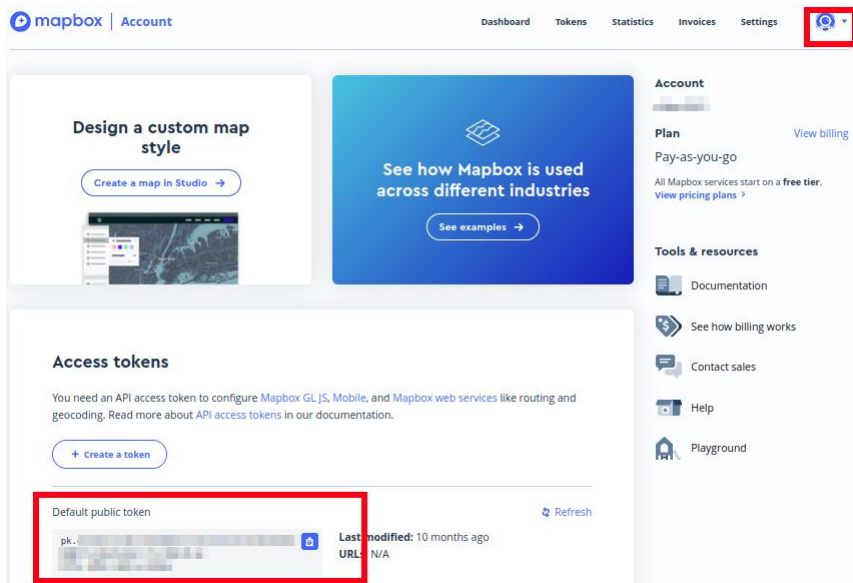 mapbox | Account
Dashboard Tokens Statistics Invoices Settings
Design a custom map
style
Create a map in Studio →
See how Mapbox is used
across different industries
See examples →
Account
Plan View billing
Pay-as-you-go
All Mapbox services start on a free tier.
View pricing plans >
Tools & resources
Documentation
See how billing works
Contact sales
Help
Playground
Access tokens
You need an API access token to configure Mapbox GL JS, Mobile, and Mapbox web services like routing and
geocoding. Read more about API access tokens in our documentation.
+ Create a token
Default public token
Refresh
pk.
Last modified: 10 months ago
URLs: N/A